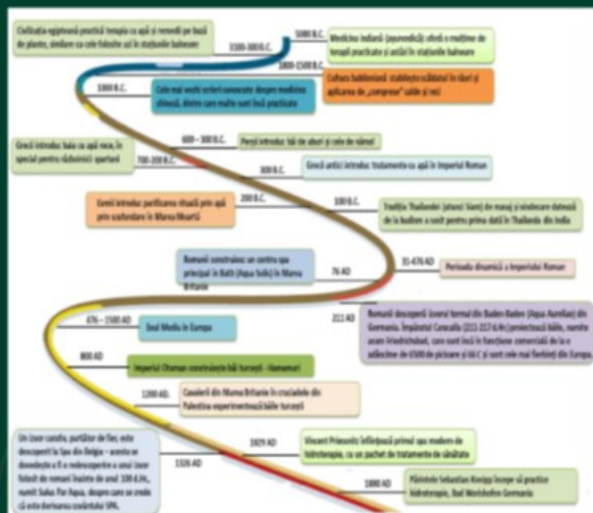 Civilizația egipteană practică terapia cu apă și remedii pe bază
de plante, similare cu cele folosite azi în stațiunile balneare
3100-300 B.C.
5000 B.C.
Medicina indiană (ayurvedică) oferă o mulțime de
terapii practicate și astăzi în stațiunile balneare
1800-1500 B.C.
Cultura babiloniană stabilește scăldatul în râuri și
aplicarea de „comprese” calde și reci
1000 B.C.
Cele mai vechi scrieri cunoscute despre medicina
chineză, dintre care multe sunt încă practicate
600 – 300 B.C.
Perșii introduc băi de aburi și cele de nămol
Grecii introduc baia cu apă rece, în
special pentru războinicii spartani
700-200 B.C.
300 B.C.
Grecii antici introduc tratamente cu apă în Imperiul Roman
200 B.C.
introduc purificarea rituală prin apă
prin scufundare în Marea Moartă
100 B.C.
Tradiția Thailandei (atunci Siam) de masaj și vindecare datează
de la budism a sosit pentru prima dată în Thailanda din India
Romanii construiesc un centru spa
principal în Bath (Aqua Sulis) în Marea
Britanie
76 AD
31-476 AD
Perioada dinamică a Imperiului Roman
211 AD
Romanii descoperă izvorul termal din Baden-Baden (Aqua Aureliae) din
Germania. Împăratul Caracalla (211-217 d.Hr.) proiectează băile, numite
acum Friedrichsbad, care sunt încă în funcțiune comercială de la o
adâncime de 6500 de picioare și 66 C și sunt cele mai fierbinți din Europa.
476 – 1500 AD
Evul Mediu în Europa
800 AD
Imperiul Otoman construiește băi turcești - Hamamuri
1200 AD.
Cavalerii din Marea Britanie în cruciadele din
Palestina experimentează băile turcești
Un izvor curativ, purtător de fier, este
descoperit la Spa din Belgia – acesta se
dovedește a fi o redescoperire a unui izvor
folosit de romani înainte de anul 100 d.Hr.,
numit Salus Per Aqua, despre care se crede
că este derivarea cuvântului SPA.
1326 AD
1829 AD
Vincent Priessnitz înființează primul spa modern de
hidroterapie, cu un pachet de tratamente de sănătate
1880 AD
Părintele Sebastian Kneipp începe să practice
hidroterapie, Bad Worishofen Germania